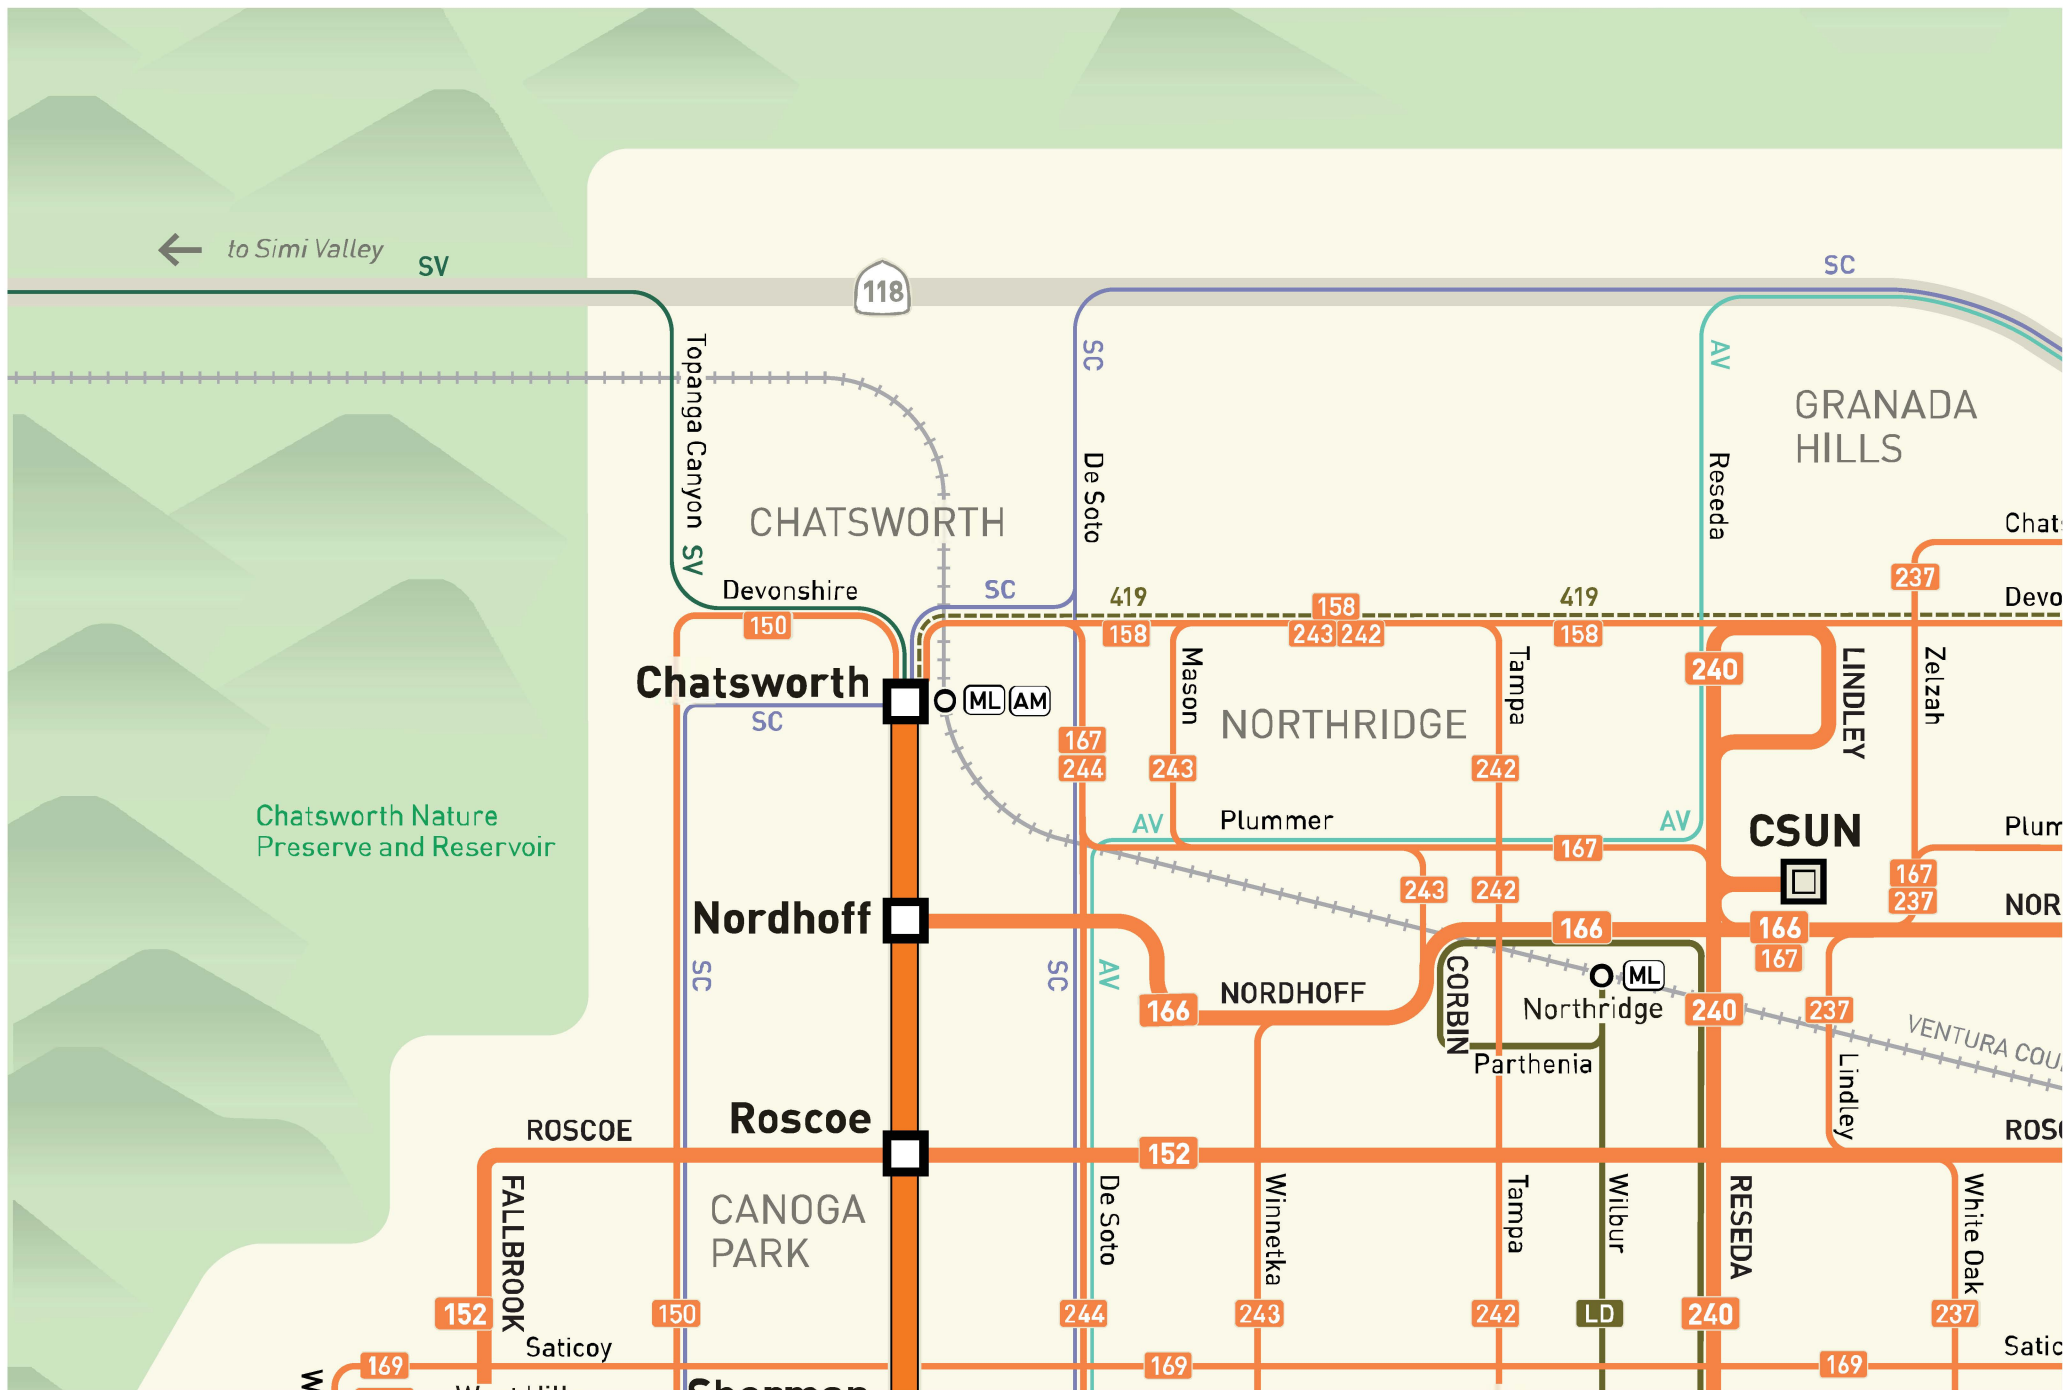 to Simi Valley
SV
118
SC
SC
AV
Topanga Canyon
GRANADA
HILLS
De Soto
Reseda
CHATSWORTH
SV
237
Devonshire
SC
419
158
419
150
158
243 242
158
240
Chatsworth
ML AM
Mason
Tampa
LINDLEY
Zelzah
SC
NORTHRIDGE
167
244
243
242
Chatsworth Nature
Preserve and Reservoir
AV
Plummer
AV
CSUN
167
243
242
167
237
Nordhoff
166
166
167
SC
SC
AV
CORBIN
ML
166
NORDHOFF
Northridge
240
237
Parthenia
Lindley
Roscoe
ROSCOE
152
FALLBROOK
CANOGA
PARK
De Soto
Winnetka
Tampa
Wilbur
RESEDA
White Oak
152
150
244
243
242
LD
240
237
Saticoy
169
169
169